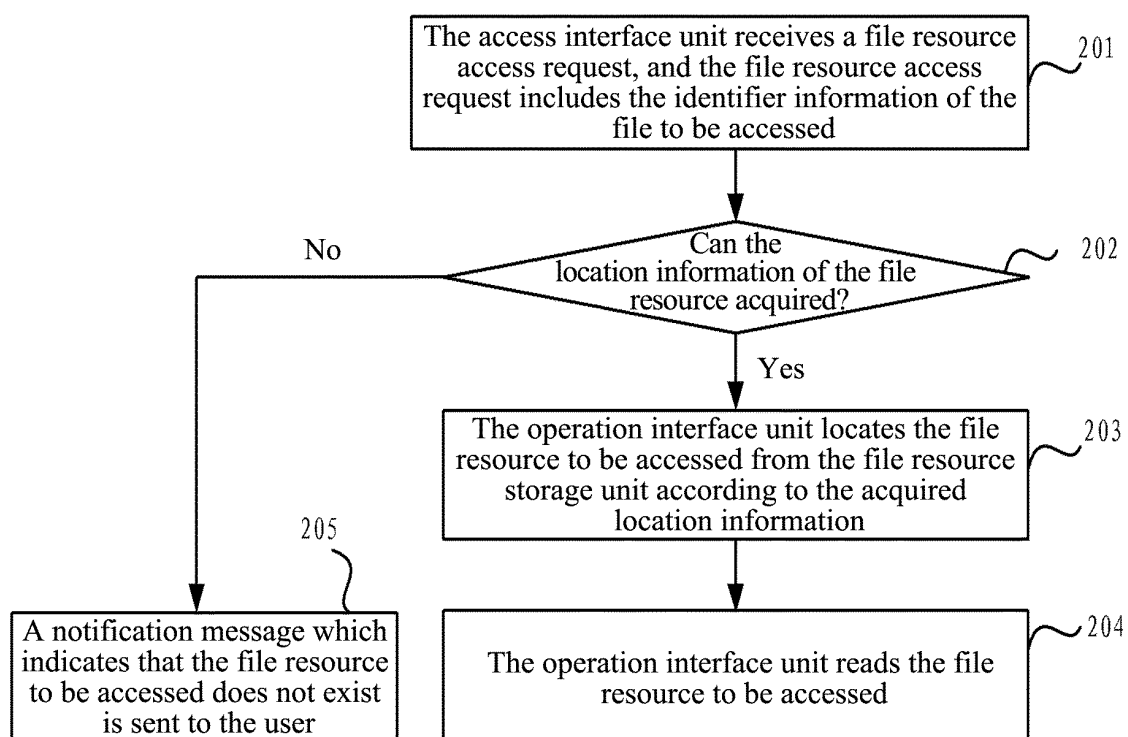 The access interface unit receives a file resource
access request, and the file resource access
request includes the identifier information of the
file to be accessed
201
No
Can the
location information of the file
resource acquired?
202
Yes
The operation interface unit locates the file
resource to be accessed from the file resource
storage unit according to the acquired
location information
203
205
A notification message which
indicates that the file resource
to be accessed does not exist
is sent to the user
The operation interface unit reads the file
resource to be accessed
204